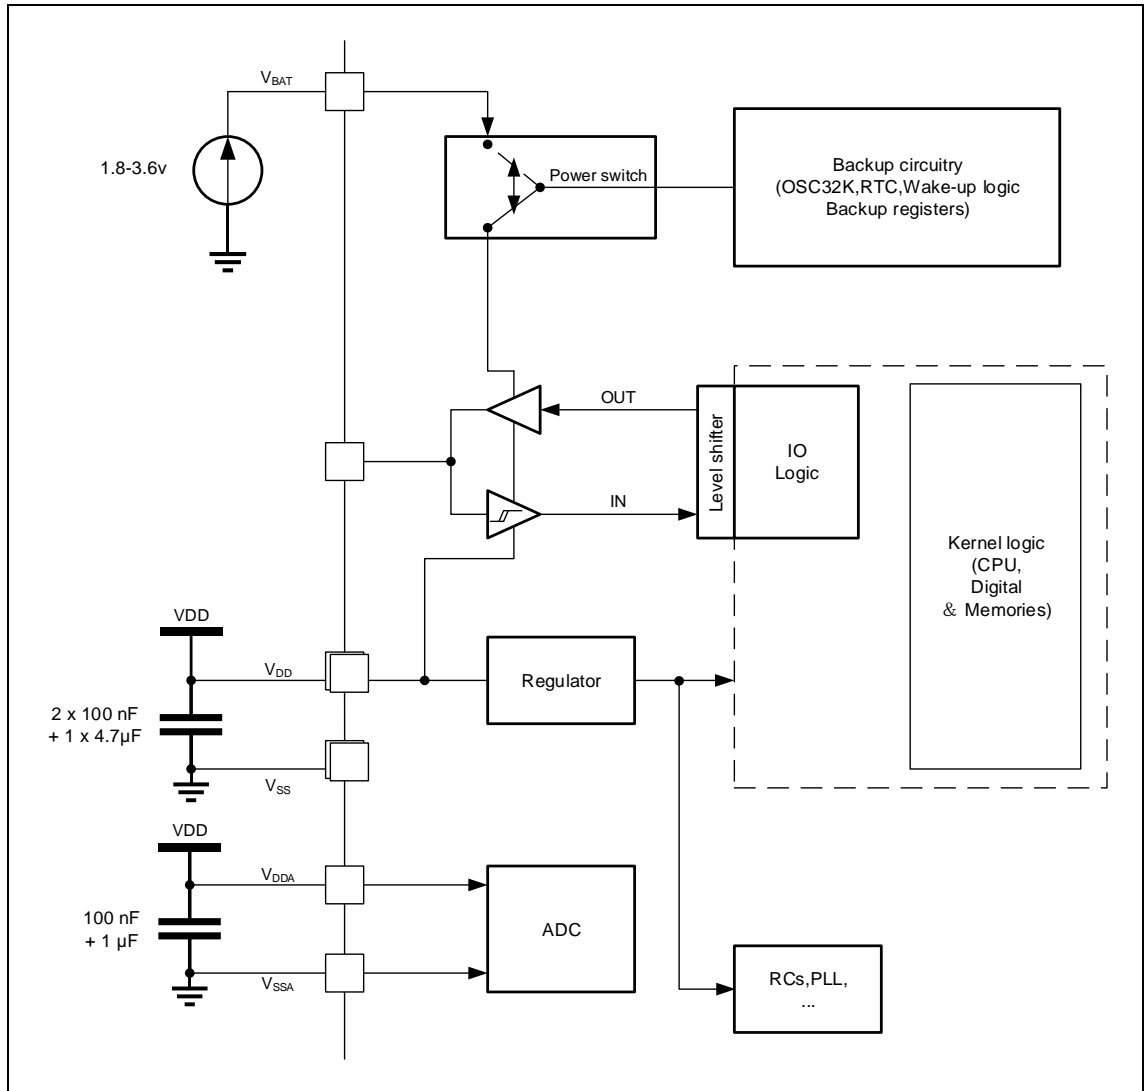 VBAT
1.8-3.6v
Power switch
Backup circuitry
(OSC32K,RTC,Wake-up logic
Backup registers)
OUT
IN
Level shifter
IO
Logic
Kernel logic
(CPU,
Digital
& Memories)
VDD
VDD
2 x 100 nF
+ 1 x 4.7µF
VSS
Regulator
VDD
VDDA
100 nF
+ 1 µF
VSSA
ADC
RCs,PLL,
...